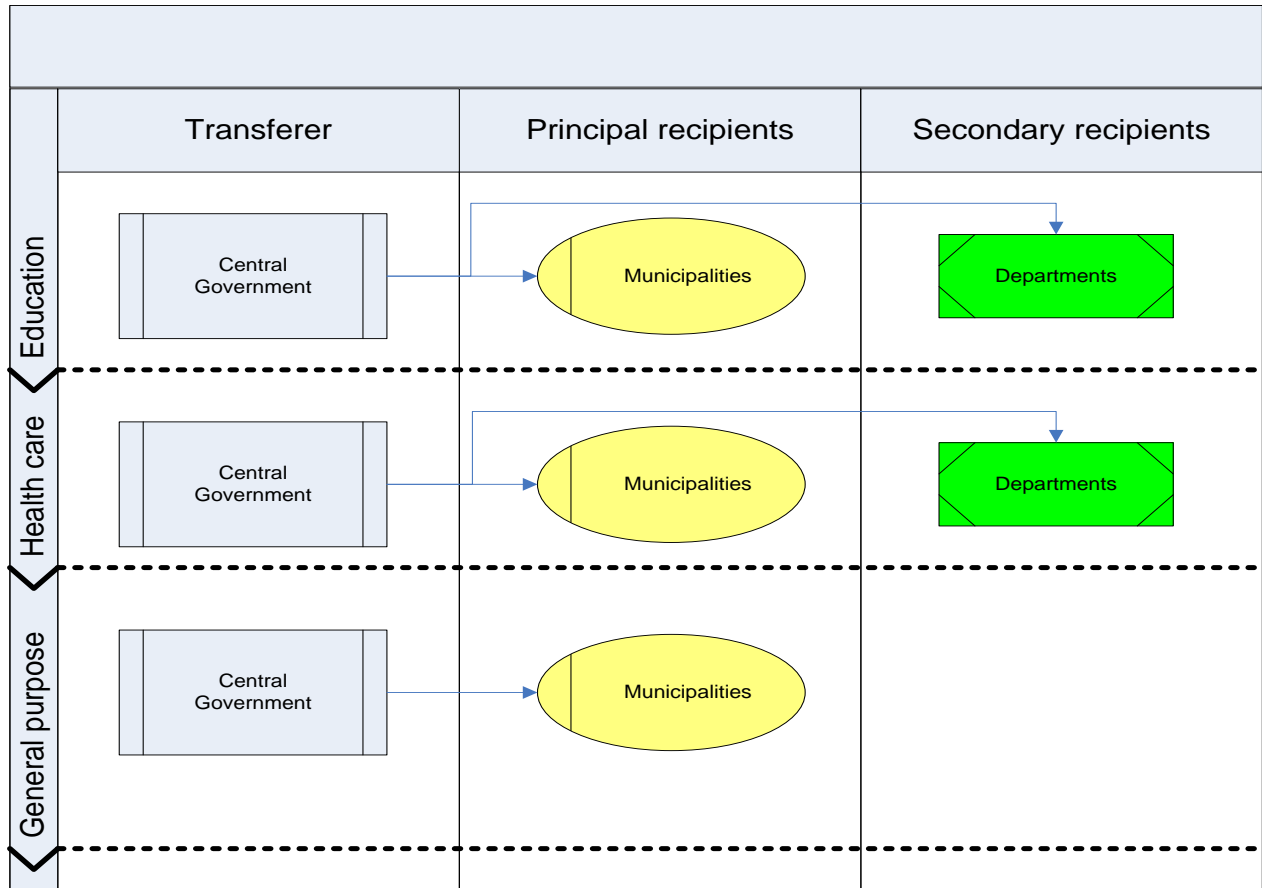 Transferer
Principal recipients
Secondary recipients
Education
Central
Government
Municipalities
Departments
Health care
Central
Government
Municipalities
Departments
General purpose
Central
Government
Municipalities